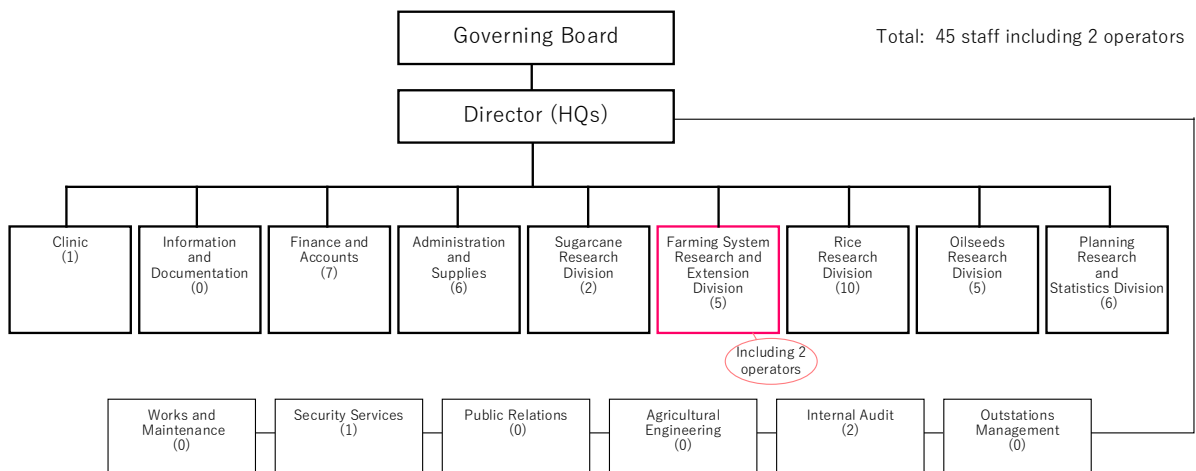 Governing Board
Total: 45 staff including 2 operators
Director (HQs)
Clinic
(1)
Information
and
Documentation
(0)
Finance and
Accounts
(7)
Administration
and
Supplies
(6)
Sugarcane
Research
Division
(2)
Farming System
Research and
Extension
Division
(5)
Rice
Research
Division
(10)
Oilseeds
Research
Division
(5)
Planning
Research
and
Statistics Division
(6)
Including 2
operators
Works and
Maintenance
(0)
Security Services
(1)
Public Relations
(0)
Agricultural
Engineering
(0)
Internal Audit
(2)
Outstations
Management
(0)